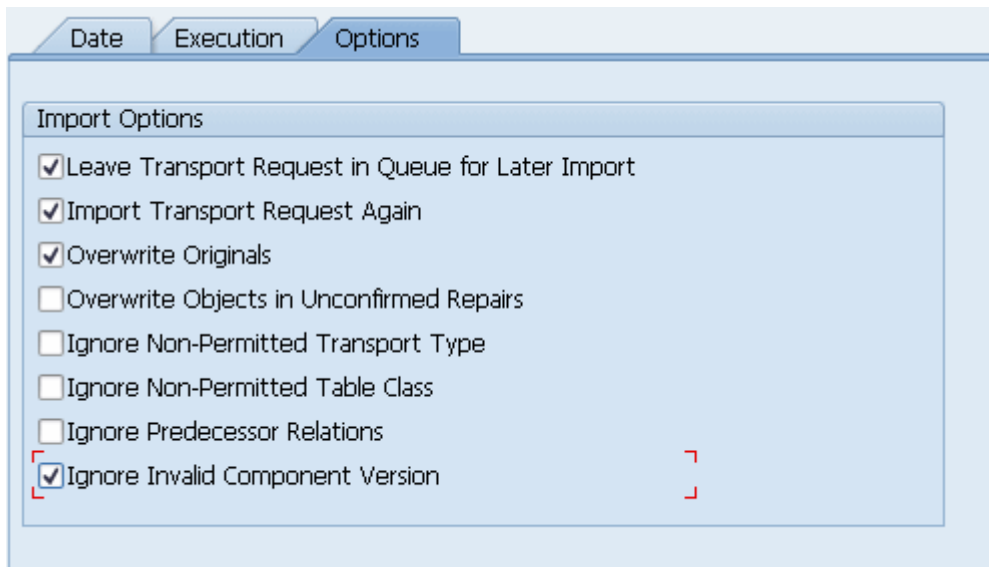 Date Execution Options
Import Options
Leave Transport Request in Queue for Later Import
Import Transport Request Again
Overwrite Originals
Overwrite Objects in Unconfirmed Repairs
Ignore Non-Permitted Transport Type
Ignore Non-Permitted Table Class
Ignore Predecessor Relations
Ignore Invalid Component Version